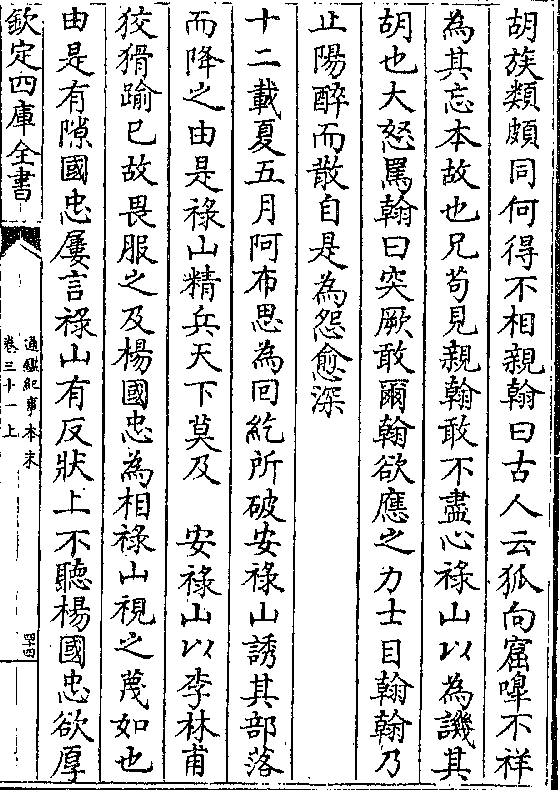 胡族類頗同何得不相親翰曰古人云狐向窟嘷不祥
為其忘本故也兄苟見親翰敢不盡心祿山以為譏其
胡也大怒罵翰曰突厥敢爾翰欲應之力士目翰翰乃
止陽醉而散自是為怨愈深
十二載夏五月阿布思為回紇所破安祿山誘其部落
而降之由是祿山精兵天下莫及 安祿山以李林甫
狡猾踰已故畏服之及楊國忠為相祿山視之蔑如也
由是有隙國忠屢言祿山有反狀上不聽楊國忠欲厚
欽定四庫全書
通鑑紀事本末
卷三十一上
四四